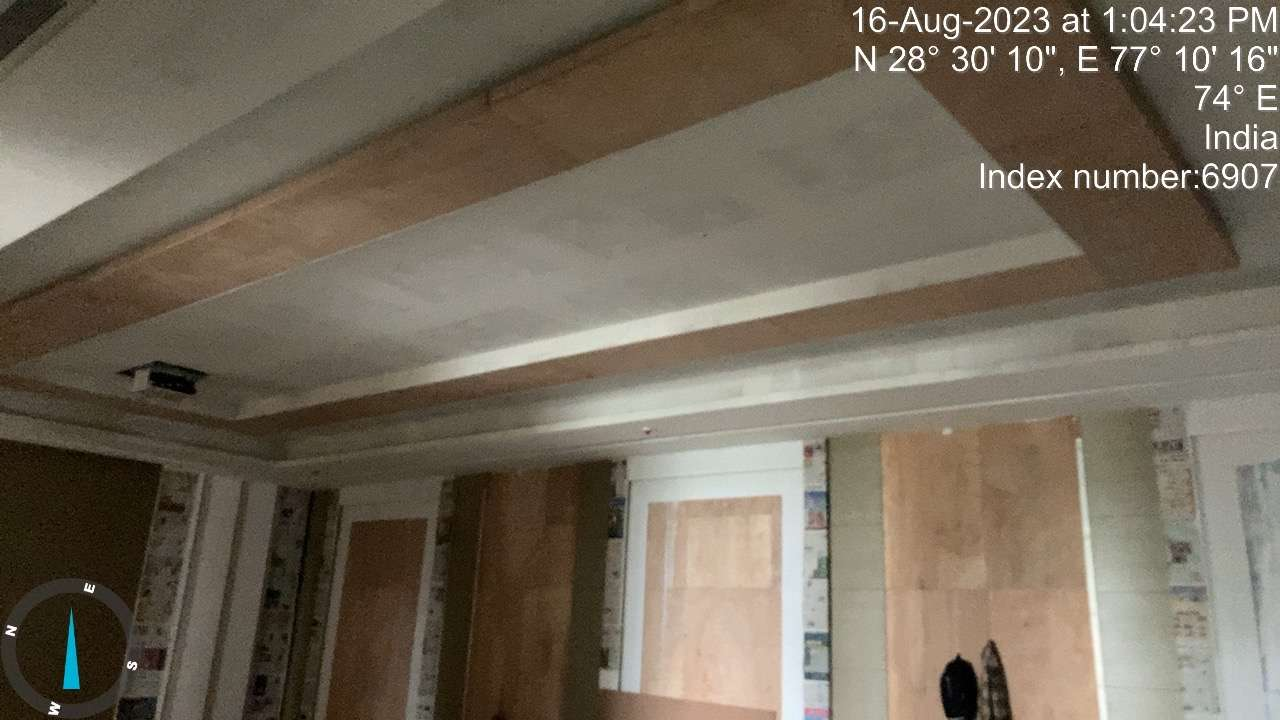 16-Aug-2023 at 1:04:23 PM
N 28° 30' 10", E 77° 10' 16"
74° E
India
Index number:6907
E
N
S
W